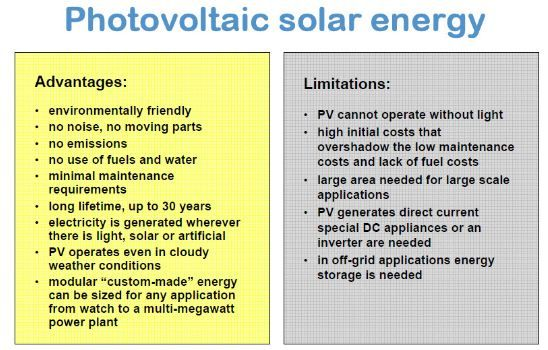 Photovoltaic solar energy
Advantages:
• environmentally friendly
• no noise, no moving parts
• no emissions
• no use of fuels and water
• minimal maintenance
requirements
• long lifetime, up to 30 years
• electricity is generated wherever
there is light, solar or artificial
• PV operates even in cloudy
weather conditions
• modular “custom-made” energy
can be sized for any application
from watch to a multi-megawatt
power plant
Limitations:
• PV cannot operate without light
• high initial costs that
overshadow the low maintenance
costs and lack of fuel costs
• large area needed for large scale
applications
• PV generates direct current
special DC appliances or an
inverter are needed
• in off-grid applications energy
storage is needed